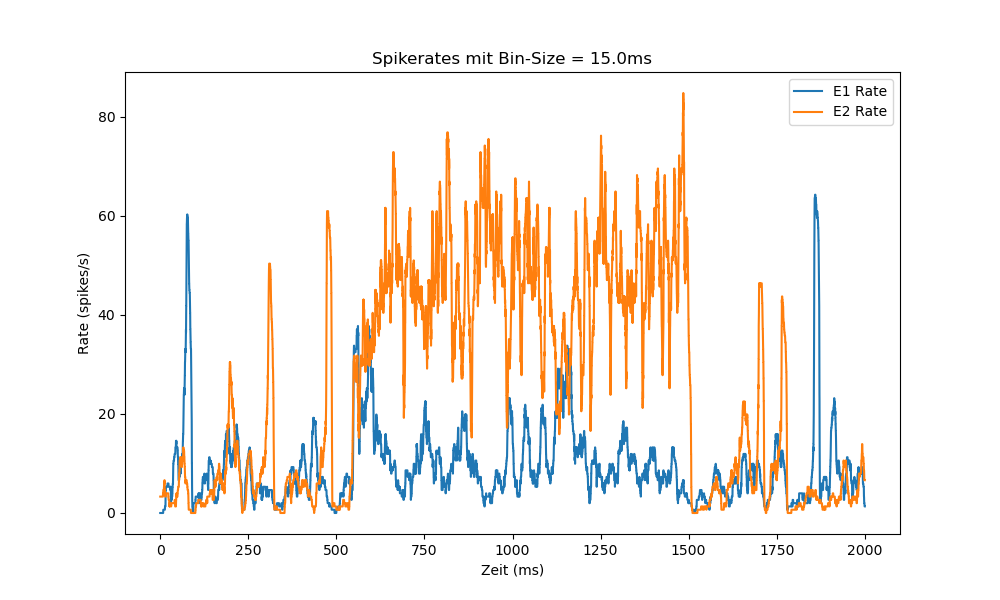 Spikerates mit Bin-Size = 15.0ms
E1 Rate
E2 Rate
Rate (spikes/s)
80
60
40
20
0
0 250 500 750 1000 1250 1500 1750 2000
Zeit (ms)